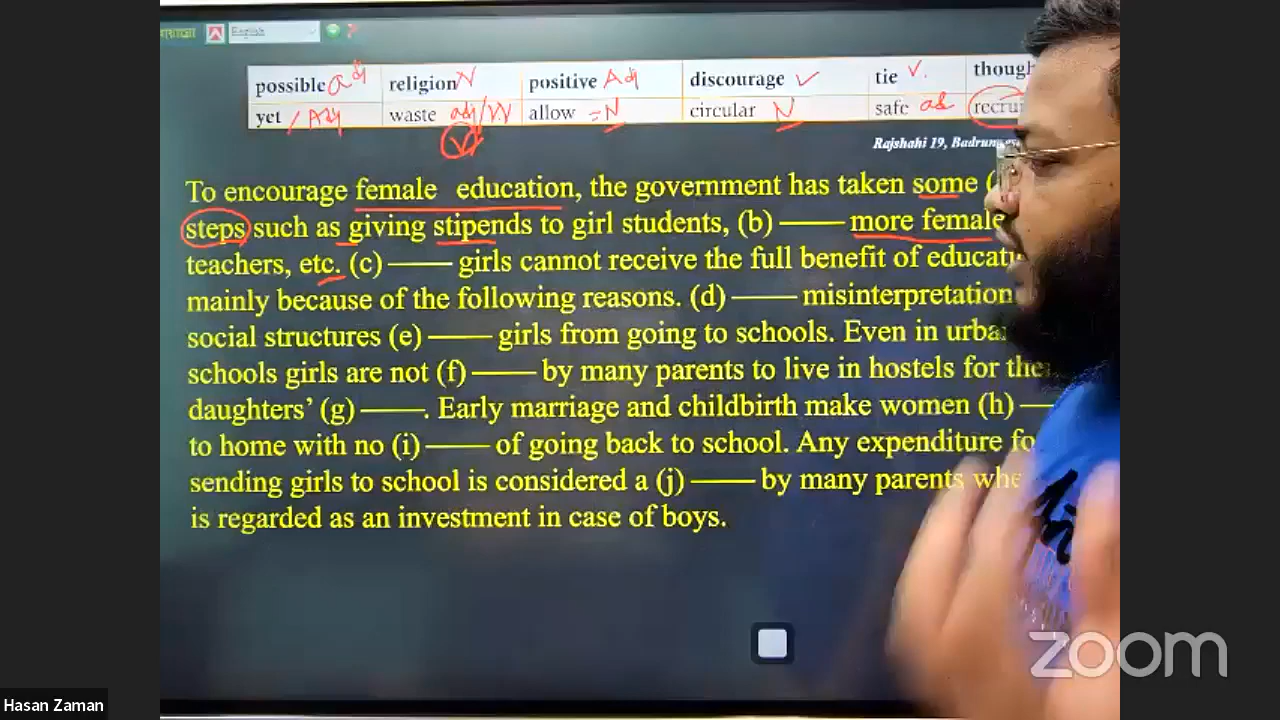 English
possible adj religion N positive Adj discourage v tie V.
yet / Adj waste adj/N allow = N circular N safe ad
V
Rajshahi 19,
To encourage female education, the government has taken some
steps such as giving stipends to girl students, (b) —— more female
teachers, etc. (c) —— girls cannot receive the full benefit of
mainly because of the following reasons. (d) —— misinterpretation
social structures (e) —— girls from going to schools. Even in
schools girls are not (f) —— by many parents to live in hostels for
daughters’ (g) ——. Early marriage and childbirth make women (h) ——
to home with no (i) —— of going back to school. Any expenditure
sending girls to school is considered a (j) —— by many parents
is regarded as an investment in case of boys.
zoom
Hasan Zaman